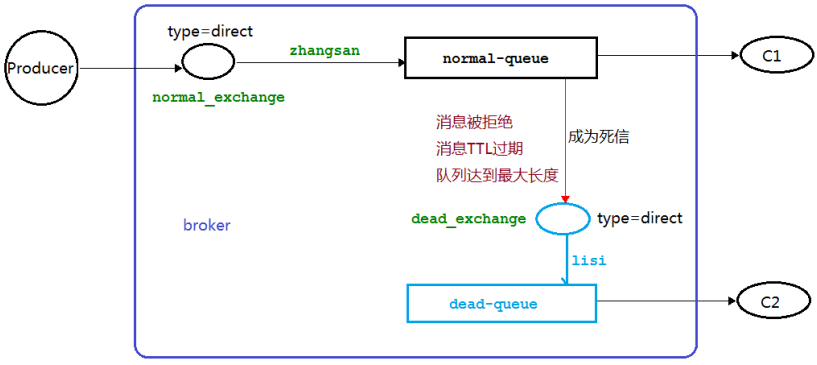 type=direct
zhangsan
Producer
normal-queue
C1
normal_exchange
消息被拒绝
消息TTL过期
队列达到最大长度
成为死信
broker
dead_exchange
type=direct
lisi
dead-queue
C2